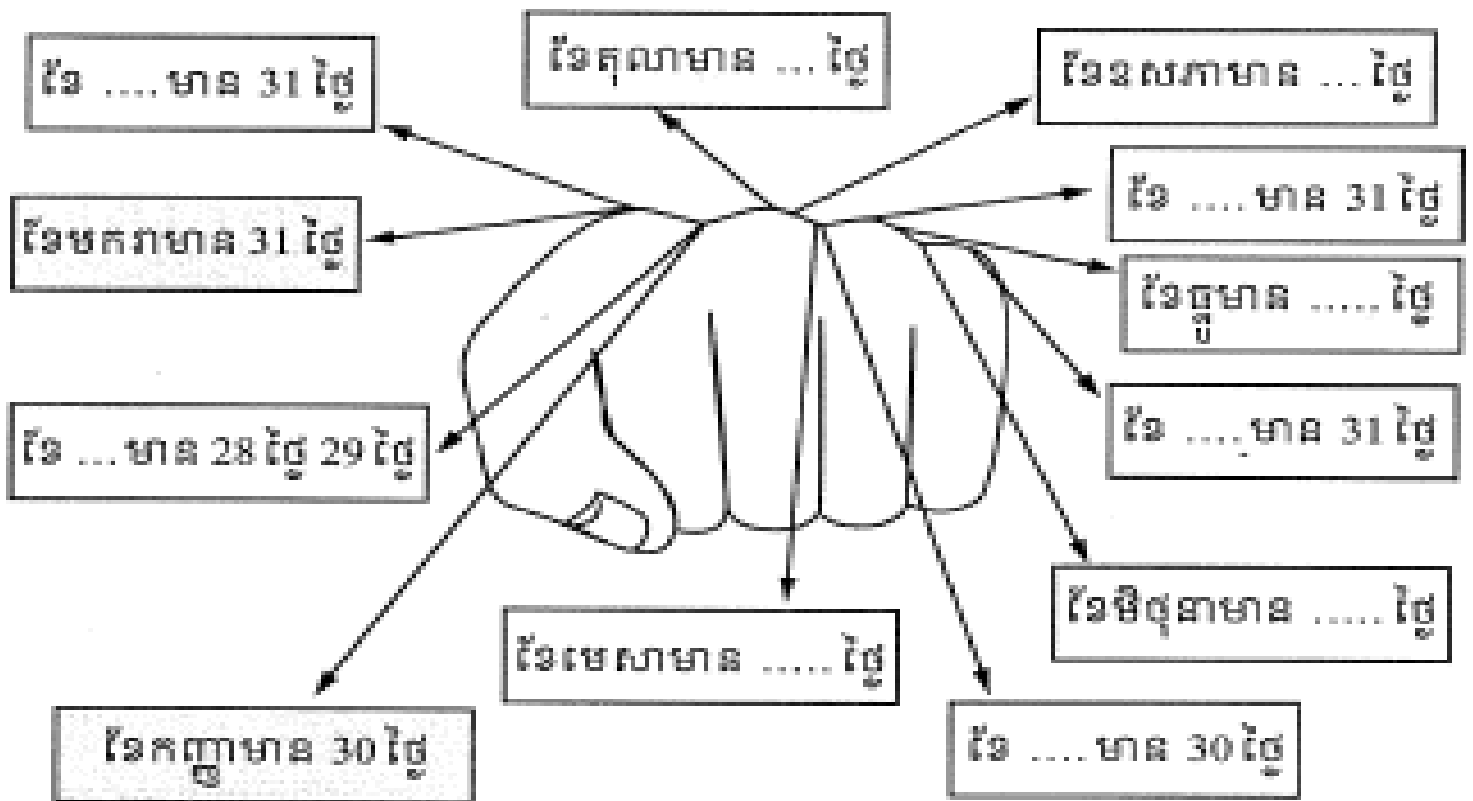 ខែ .... មាន 31 ថ្ងៃ
ខែតុលាមាន ... ថ្ងៃ
ខែឧសភាមាន ... ថ្ងៃ
ខែមករាមាន 31 ថ្ងៃ
ខែ .... មាន 31 ថ្ងៃ
ខែធ្នូមាន ..... ថ្ងៃ
ខែ ... មាន 28 ថ្ងៃ 29 ថ្ងៃ
ខែ .... មាន 31 ថ្ងៃ
ខែមិថុនាមាន ..... ថ្ងៃ
ខែមេសាមាន ..... ថ្ងៃ
ខែកញ្ញាមាន 30 ថ្ងៃ
ខែ .... មាន 30 ថ្ងៃ